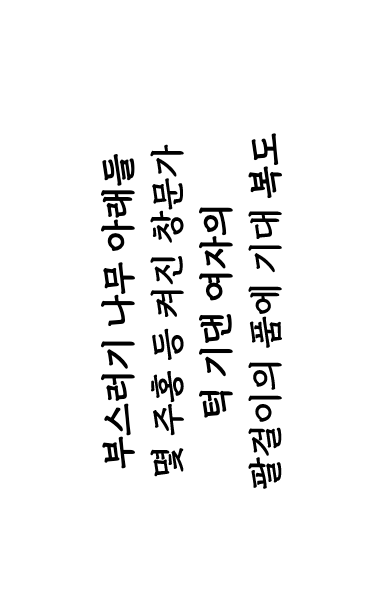 부스러기 나무 아래를
몇 주홍 등 켜진 창문가
턱 기댄 여자의
팔걸이의 품에 기대 복도